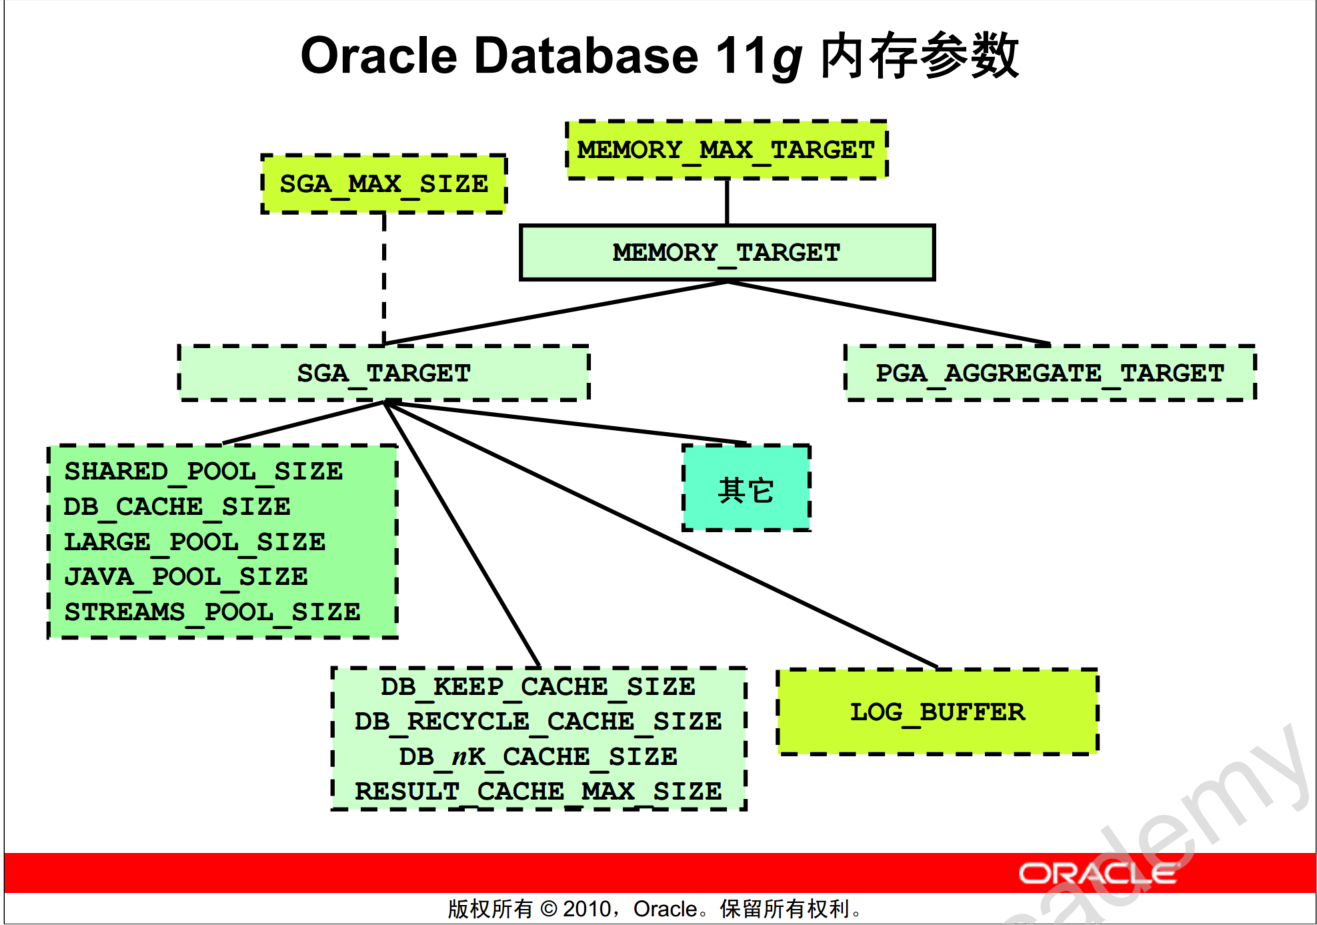 Oracle Database 11g 内存参数
MEMORY_MAX_TARGET
SGA_MAX_SIZE
MEMORY_TARGET
SGA_TARGET
PGA_AGGREGATE_TARGET
SHARED_POOL_SIZE
DB_CACHE_SIZE
LARGE_POOL_SIZE
JAVA_POOL_SIZE
STREAMS_POOL_SIZE
其它
DB_KEEP_CACHE_SIZE
DB_RECYCLE_CACHE_SIZE
DB_nK_CACHE_SIZE
RESULT_CACHE_MAX_SIZE
LOG_BUFFER
ORACLE
版权所有 © 2010，Oracle。保留所有权利。